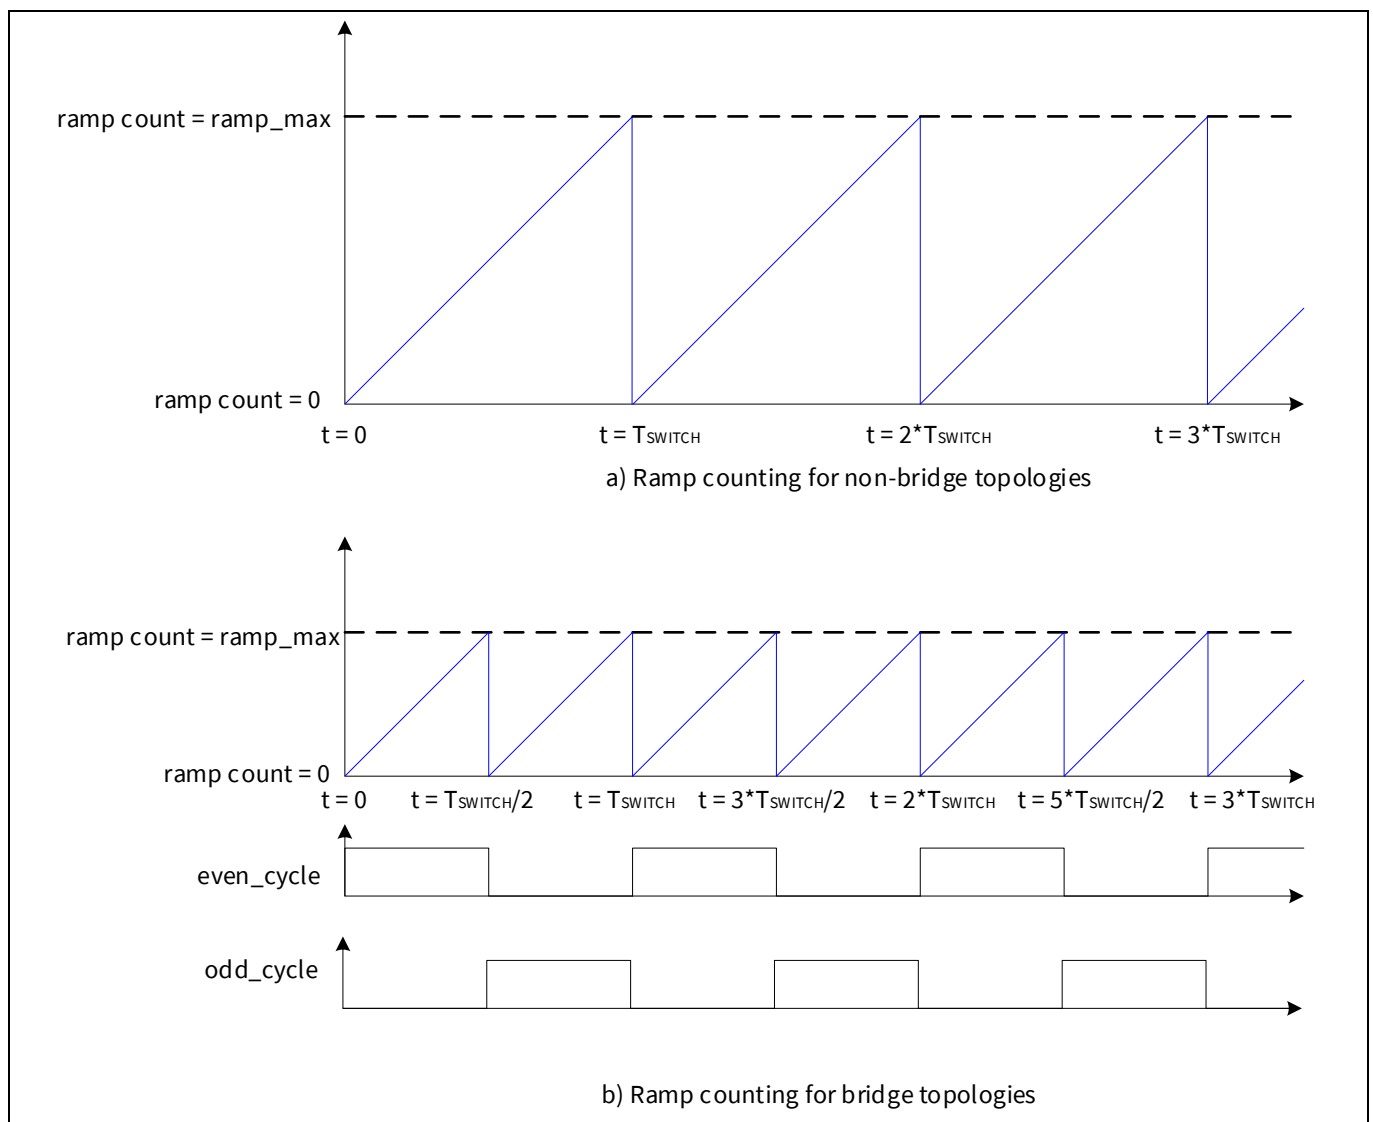 ramp count = ramp_max
ramp count = 0
t = 0 t = TSWITCH t = 2*TSWITCH t = 3*TSWITCH
a) Ramp counting for non-bridge topologies
ramp count = ramp_max
ramp count = 0
t = 0 t = TSWITCH/2 t = TSWITCH t = 3*TSWITCH/2 t = 2*TSWITCH t = 5*TSWITCH/2 t = 3*TSWITCH
even_cycle
odd_cycle
b) Ramp counting for bridge topologies